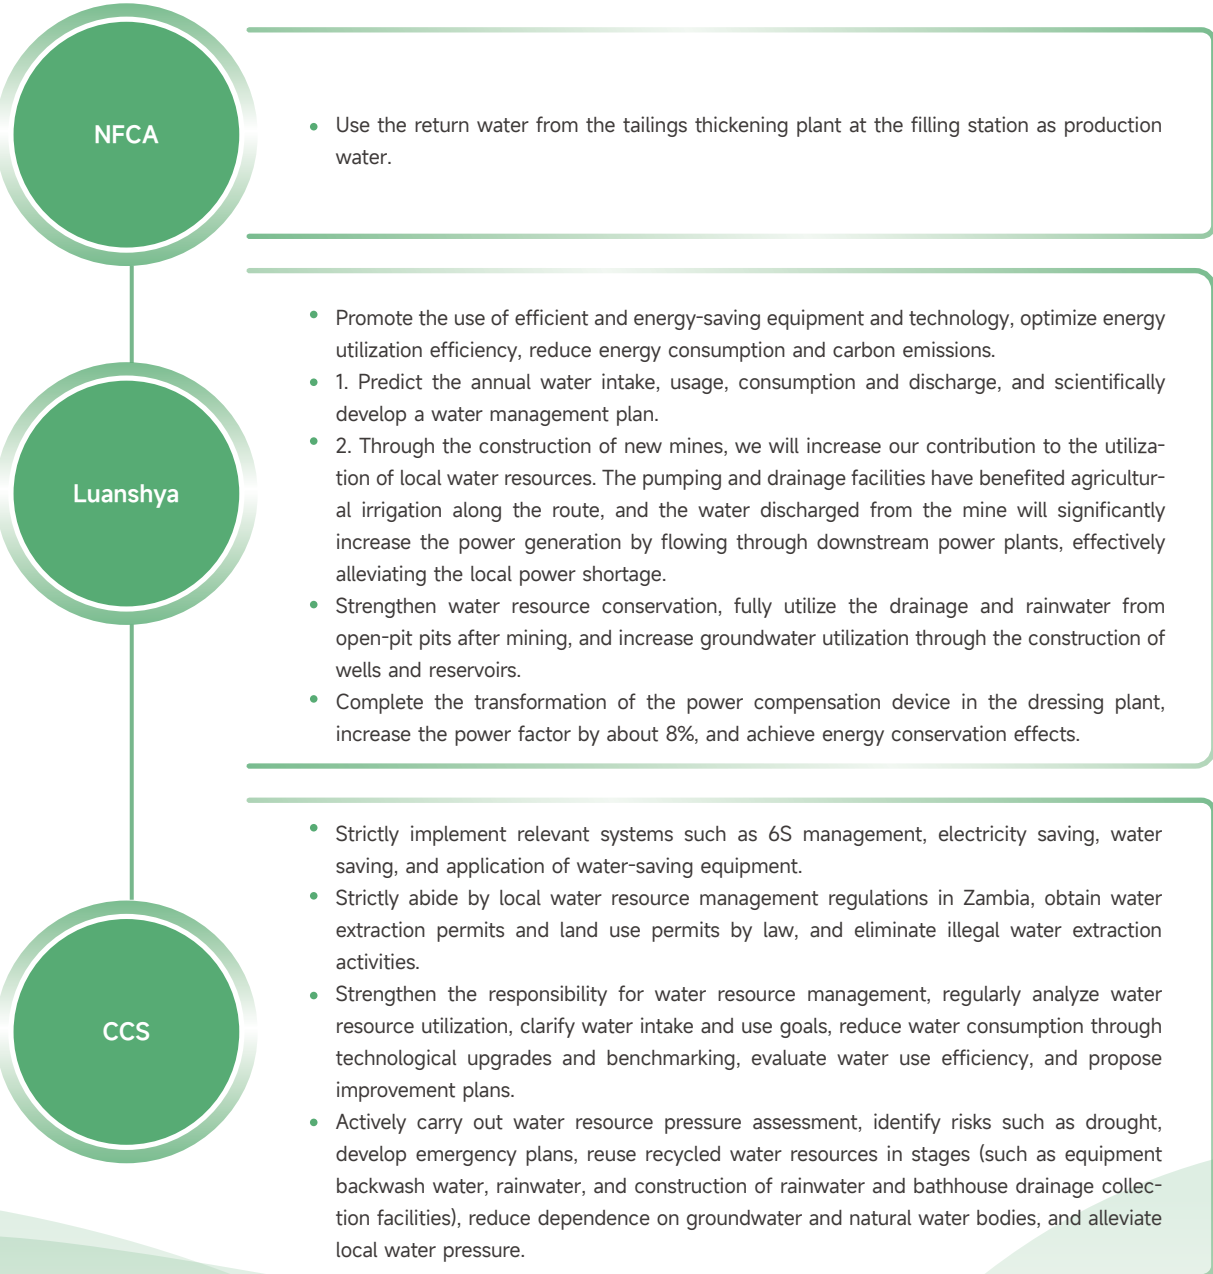 NFCA
Use the return water from the tailings thickening plant at the filling station as production
water.
Luanshya
Promote the use of efficient and energy-saving equipment and technology, optimize energy
utilization efficiency, reduce energy consumption and carbon emissions.
1. Predict the annual water intake, usage, consumption and discharge, and scientifically
develop a water management plan.
2. Through the construction of new mines, we will increase our contribution to the utiliza-
tion of local water resources. The pumping and drainage facilities have benefited agricultur-
al irrigation along the route, and the water discharged from the mine will significantly
increase the power generation by flowing through downstream power plants, effectively
alleviating the local power shortage.
Strengthen water resource conservation, fully utilize the drainage and rainwater from
open-pit pits after mining, and increase groundwater utilization through the construction of
wells and reservoirs.
Complete the transformation of the power compensation device in the dressing plant,
increase the power factor by about 8%, and achieve energy conservation effects.
CCS
Strictly implement relevant systems such as 6S management, electricity saving, water
saving, and application of water-saving equipment.
Strictly abide by local water resource management regulations in Zambia, obtain water
extraction permits and land use permits by law, and eliminate illegal water extraction
activities.
Strengthen the responsibility for water resource management, regularly analyze water
resource utilization, clarify water intake and use goals, reduce water consumption through
technological upgrades and benchmarking, evaluate water use efficiency, and propose
improvement plans.
Actively carry out water resource pressure assessment, identify risks such as drought,
develop emergency plans, reuse recycled water resources in stages (such as equipment
backwash water, rainwater, and construction of rainwater and bathhouse drainage collec-
tion facilities), reduce dependence on groundwater and natural water bodies, and alleviate
local water pressure.